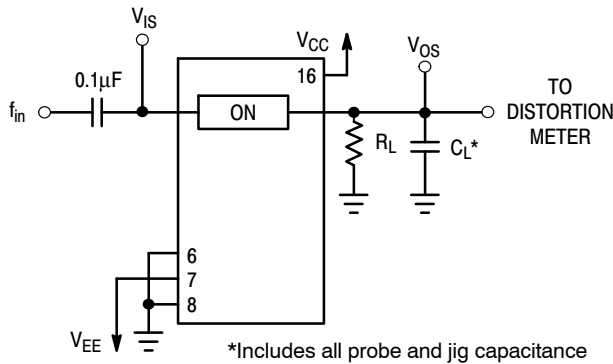 V_IS
V_CC
V_OS
0.1µF
16
f_in
ON
TO
DISTORTION
METER
R_L
C_L*
6
7
8
V_EE
*Includes all probe and jig capacitance